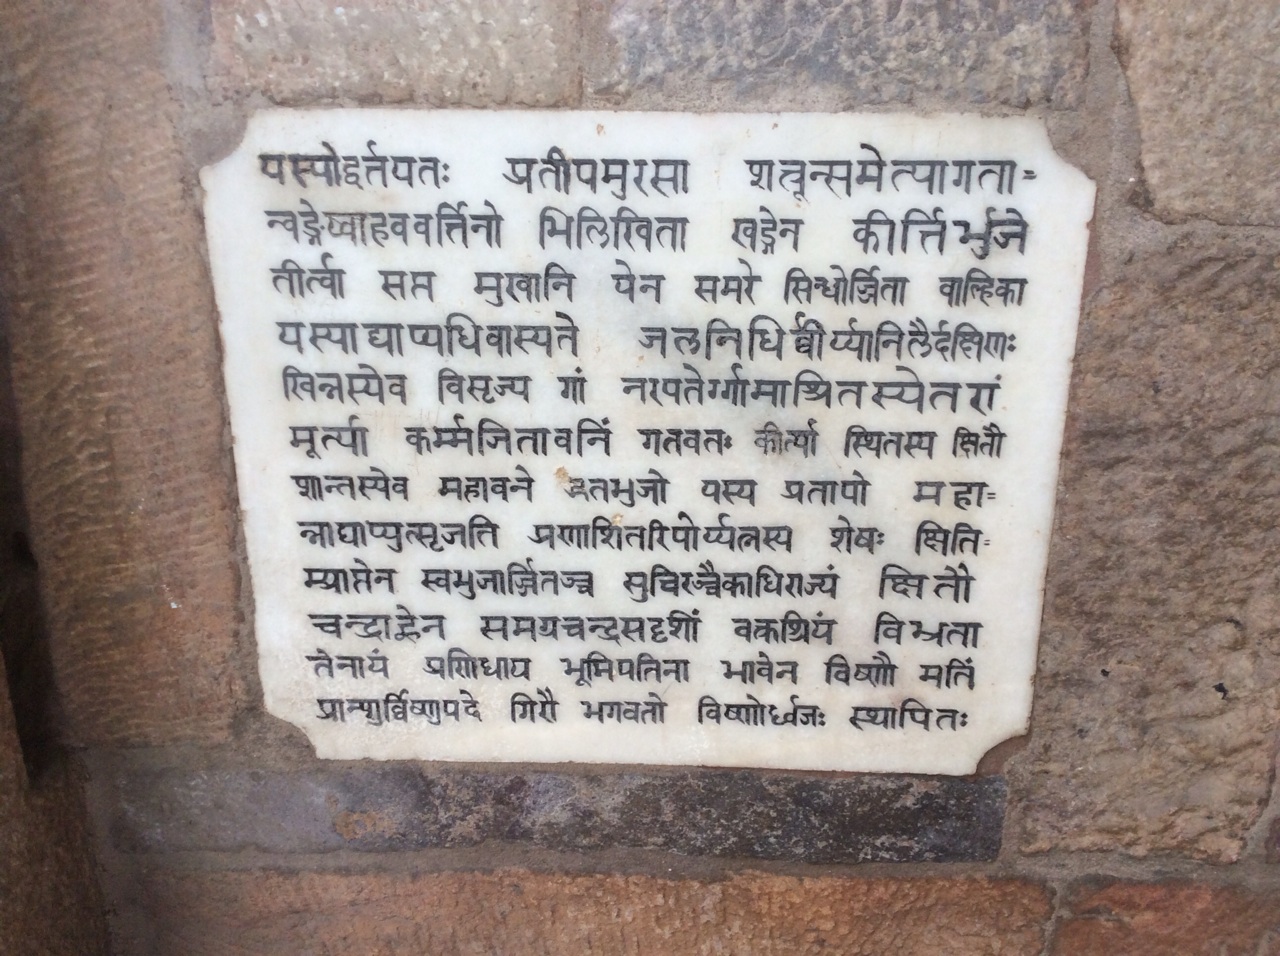 यस्योद्वर्त्तयतः प्रतीपमुरसा शत्त्रून्समेत्यागता=
न्वङ्गेष्वाहववर्त्तिनो भिलिखिता खड्गेन कीर्त्तिर्भुजे
तीर्त्वा सप्त मुखानि येन समरे सिन्धोर्ज्जिता वाल्हिका
यस्याद्याप्यधिवास्यते जलनिधिर्व्वीर्य्यानिलैर्दक्षिणः
खिन्नस्येव विसृज्य गां नरपतेर्ग्गामाश्रितस्येतरां
मूर्त्या कर्म्मजितावनिं गतवतः कीर्त्या स्थितस्य क्षितौ
शान्तस्येव महावने हुतभुजो यस्य प्रतापो महा=
न्नाद्याप्युत्सृजति प्रणाशितरिपोर्य्यत्नस्य शेषः क्षिति=
म्प्राप्तेन स्वभुजार्ज्जितञ्च सुचिरञ्चैकाधिराज्यं क्षितौ
चन्द्राह्वेन समग्रचन्द्रसदृशीं वक्त्रश्रियं विभ्रता
तेनायं प्रणिधाय भूमिपतिना भावेन विष्णौ मतिं
प्रान्शुर्व्विष्णुपदे गिरौ भगवतो विष्णोर्ध्वजः स्थापितः